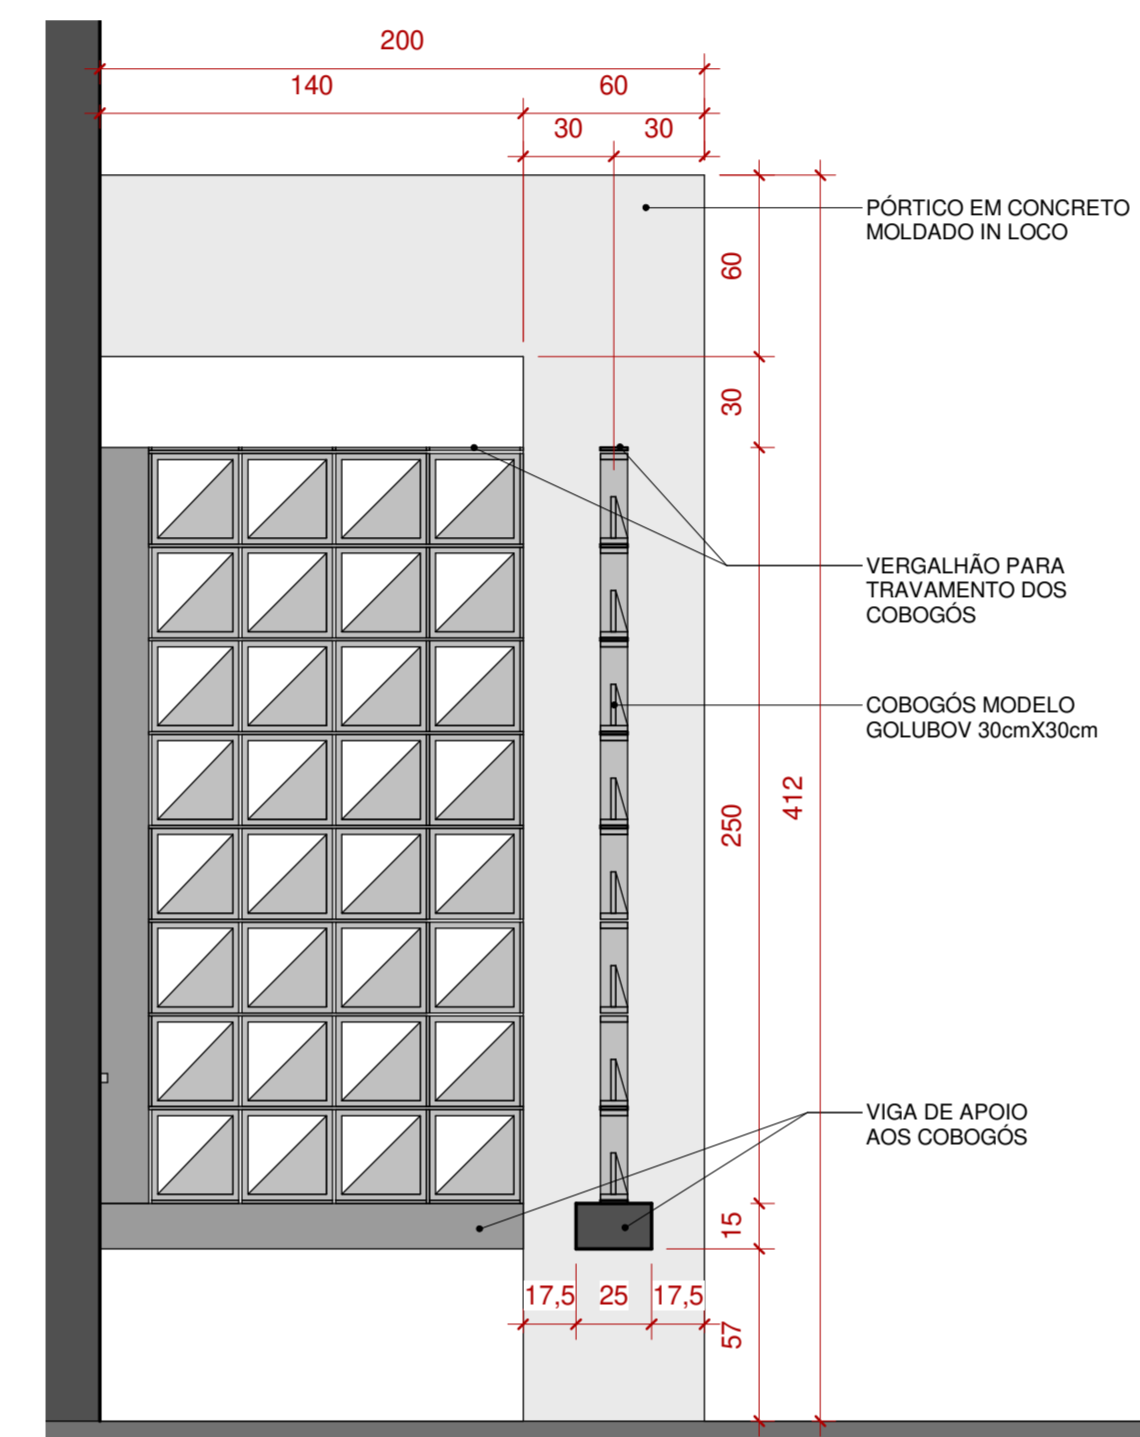 200
140
60
30
30
PÓRTICO EM CONCRETO
MOLDADO IN LOCO
60
30
VERGALHÃO PARA
TRAVAMENTO DOS
COBOGÓS
COBOGÓS MODELO
GOLUBOV 30cmX30cm
250
412
VIGA DE APOIO
AOS COBOGÓS
15
17,5
25
17,5
57